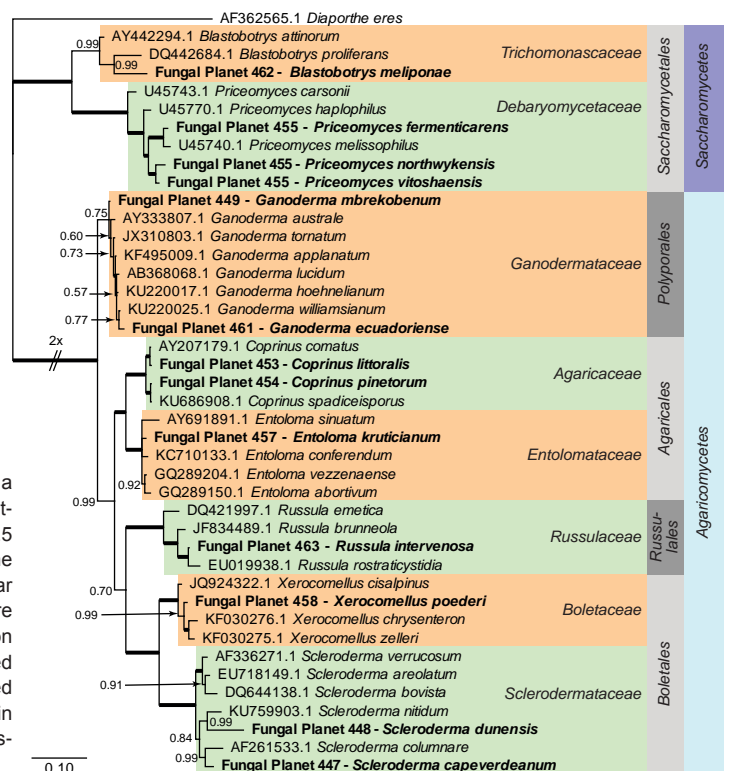 AF362565.1 Diaporthe eres
AY442294.1 Blastobotrys attinorum
0.99
DQ442684.1 Blastobotrys proliferans
Trichomonascaceae
0.99
Fungal Planet 462 - Blastobotrys meliponae
U45743.1 Priceomyces carsonii
U45770.1 Priceomyces haplophilus
Debaryomycetaceae
Fungal Planet 455 - Priceomyces fermenticarens
U45740.1 Priceomyces melissophilus
Fungal Planet 455 - Priceomyces northwykensis
Fungal Planet 455 - Priceomyces vitoshaensis
Saccharomycetales
Saccharomycetes
Fungal Planet 449 - Ganoderma mbrekobenum
0.75
AY333807.1 Ganoderma australe
0.60
JX310803.1 Ganoderma tornatum
0.73
KF495009.1 Ganoderma applanatum
Ganodermataceae
AB368068.1 Ganoderma lucidum
0.57
KU220017.1 Ganoderma hoehnelianum
KU220025.1 Ganoderma williamsianum
0.77
Fungal Planet 461 - Ganoderma ecuadoriense
Polyporales
2x
AY207179.1 Coprinus comatus
Fungal Planet 453 - Coprinus littoralis
Agaricaceae
Fungal Planet 454 - Coprinus pinetorum
KU686908.1 Coprinus spadiceisporus
AY691891.1 Entoloma sinuatum
Fungal Planet 457 - Entoloma kruticianum
Entolomataceae
KC710133.1 Entoloma conferendum
GQ289204.1 Entoloma vezzenaense
0.92
GQ289150.1 Entoloma abortivum
Agaricales
Agaricomycetes
0.99
DQ421997.1 Russula emetica
JF834489.1 Russula brunneola
Russulaceae
Fungal Planet 463 - Russula intervenosa
EU019938.1 Russula rostraticystidia
Russu-
lales
0.70
JQ924322.1 Xerocomellus cisalpinus
Fungal Planet 458 - Xerocomellus poederi
Boletaceae
0.99
KF030276.1 Xerocomellus chrysenteron
KF030275.1 Xerocomellus zelleri
AF336271.1 Scleroderma verrucosum
EU718149.1 Scleroderma areolatum
0.91
DQ644138.1 Scleroderma bovista
Sclerodermataceae
KU759903.1 Scleroderma nitidum
0.99
Fungal Planet 448 - Scleroderma dunensis
0.84
AF261533.1 Scleroderma columnare
0.99
Fungal Planet 447 - Scleroderma capeverdeanum
Boletales
0.10
a
t-
5
ne
ar
re
on
ed
ed
in
s-